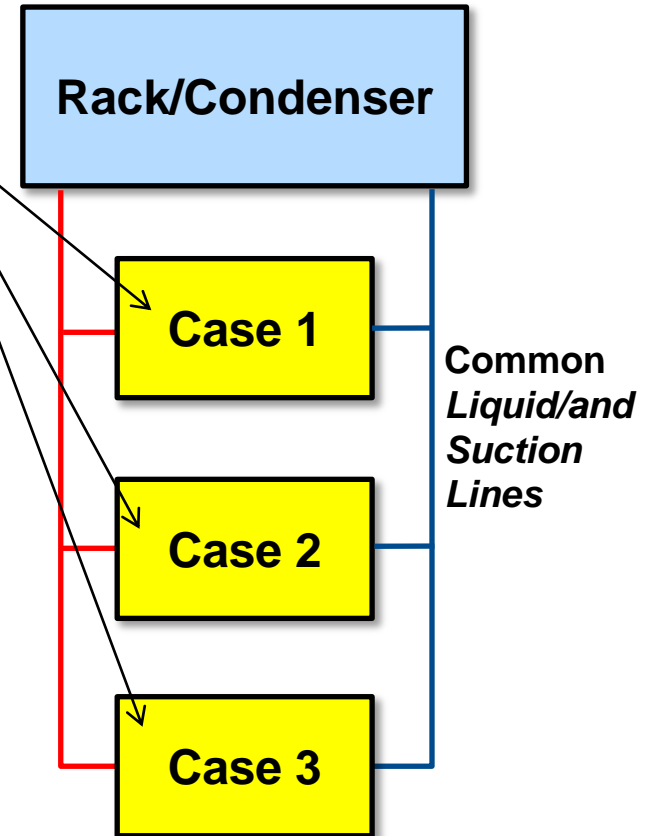 Rack/Condenser
Case 1
Common
Liquid/and
Suction
Lines
Case 2
Case 3